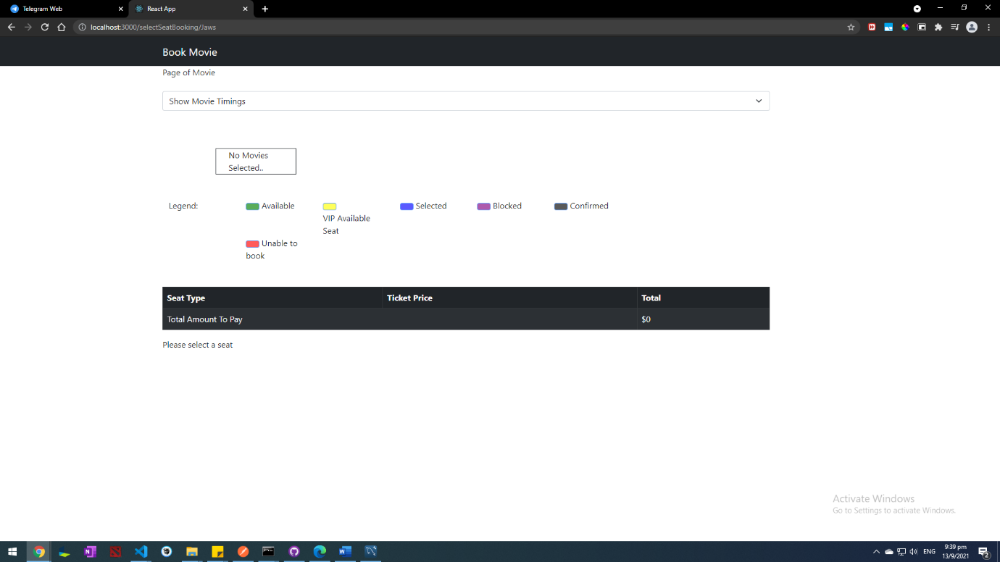 Telegram Web
React App
localhost:3000/selectSeatBooking/Jaws
Book Movie
Page of Movie
Show Movie Timings
No Movies
Selected..
Legend:
Available
VIP Available
Seat
Selected
Blocked
Confirmed
Unable to
book
Seat Type Ticket Price Total
Total Amount To Pay $0
Please select a seat
Activate Windows
Go to Settings to activate Windows.
ENG
9:39 pm
13/9/2021
2